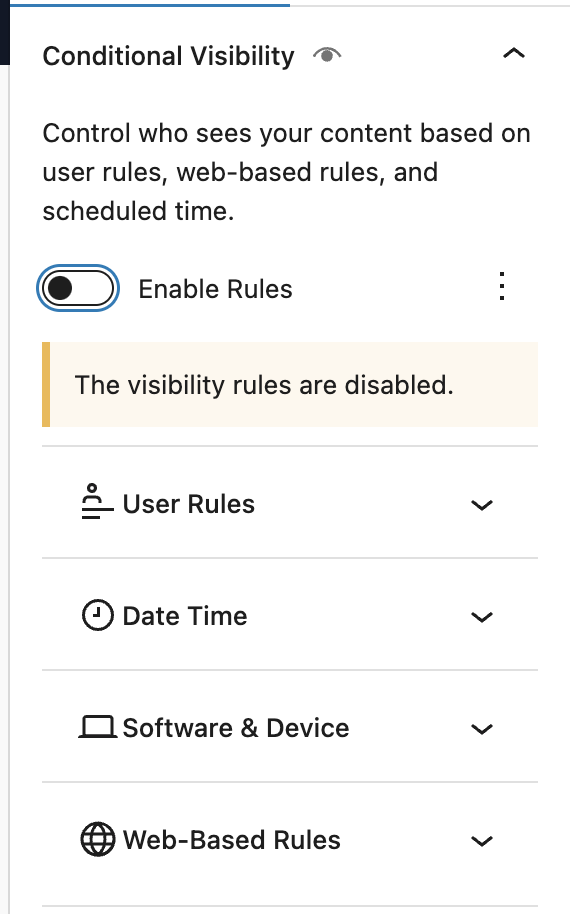 Conditional Visibility
Control who sees your content based on
user rules, web-based rules, and
scheduled time.
Enable Rules
The visibility rules are disabled.
User Rules
Date Time
Software & Device
Web-Based Rules